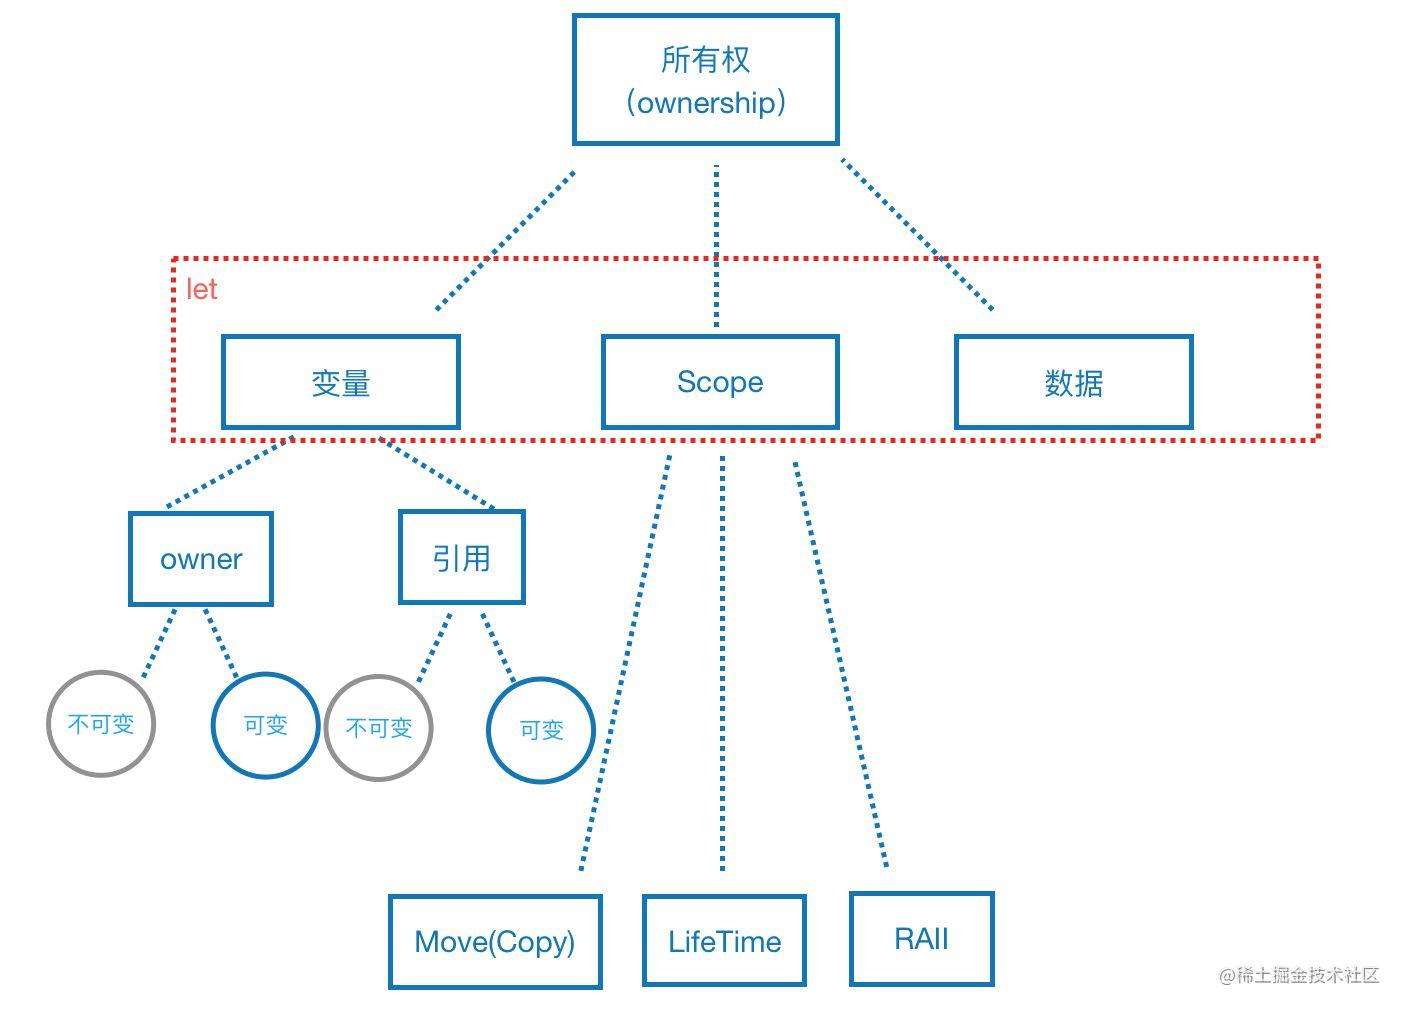 所有权
（ownership）
let
变量
Scope
数据
owner
引用
不可变
可变
不可变
可变
Move(Copy)
LifeTime
RAII
@稀土掘金技术社区